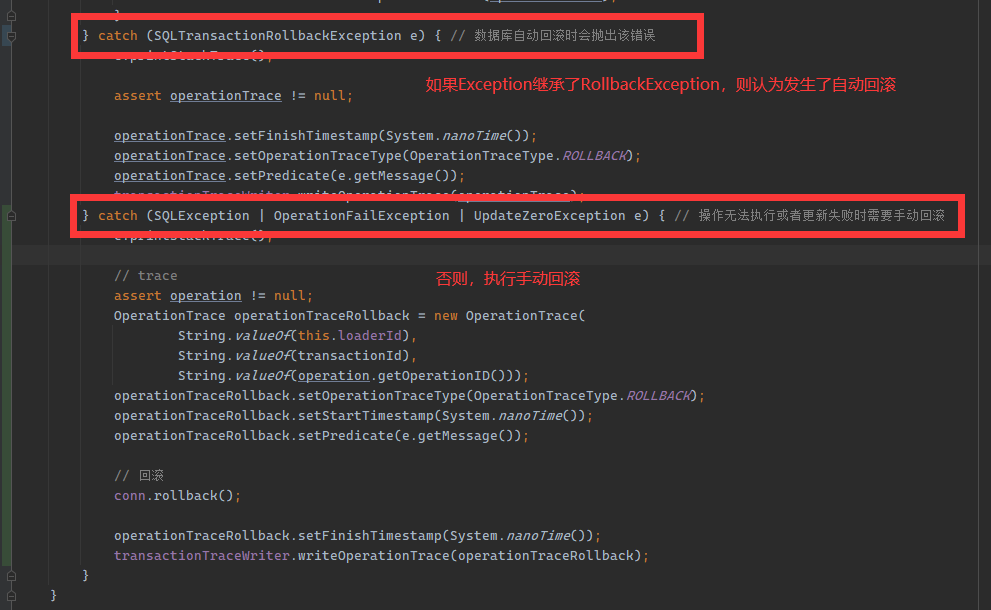 }
} catch (SQLTransactionRollbackException e) { // 数据库自动回滚时会抛出该错误
e.printStackTrace();
如果Exception继承了RollbackException，则认为发生了自动回滚
assert operationTrace != null;
operationTrace.setFinishTimestamp(System.nanoTime());
operationTrace.setOperationTraceType(OperationTraceType.ROLLBACK);
operationTrace.setPredicate(e.getMessage());
transactionTraceWriter.writeOperationTrace(operationTrace);
} catch (SQLException | OperationFailException | UpdateZeroException e) { // 操作无法执行或者更新失败时需要手动回滚
e.printStackTrace();
// trace
否则，执行手动回滚
assert operation != null;
OperationTrace operationTraceRollback = new OperationTrace(
String.valueOf(this.loaderId),
String.valueOf(transactionId),
String.valueOf(operation.getOperationID()));
operationTraceRollback.setOperationTraceType(OperationTraceType.ROLLBACK);
operationTraceRollback.setStartTimestamp(System.nanoTime());
operationTraceRollback.setPredicate(e.getMessage());
// 回滚
conn.rollback();
operationTraceRollback.setFinishTimestamp(System.nanoTime());
transactionTraceWriter.writeOperationTrace(operationTraceRollback);
}
}